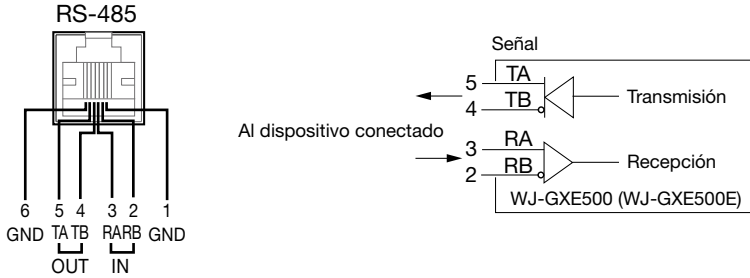 RS-485
6 5 4 3 2 1
GND TA TB RA RB GND
OUT IN
Señal
5 TA
4 TB
Transmisión
Al dispositivo conectado
3 RA
2 RB
Recepción
WJ-GXE500 (WJ-GXE500E)